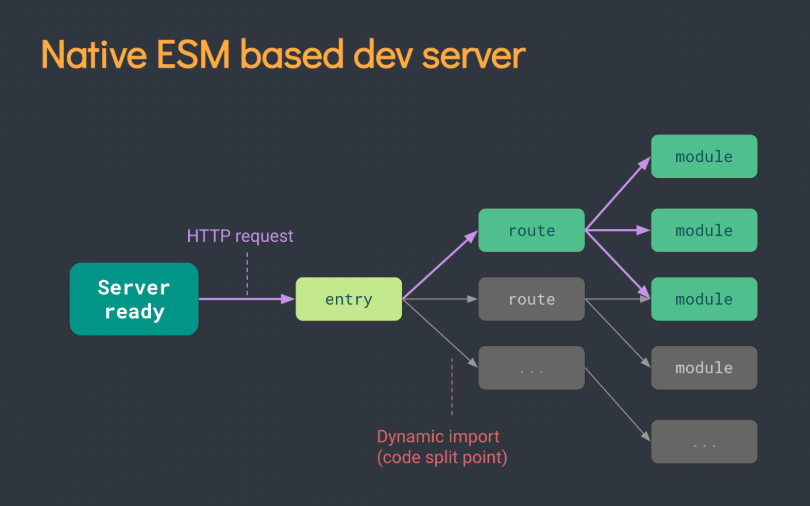 Native ESM based dev server
HTTP request
Server
ready
entry
route
route
...
module
module
module
module
...
Dynamic import
(code split point)